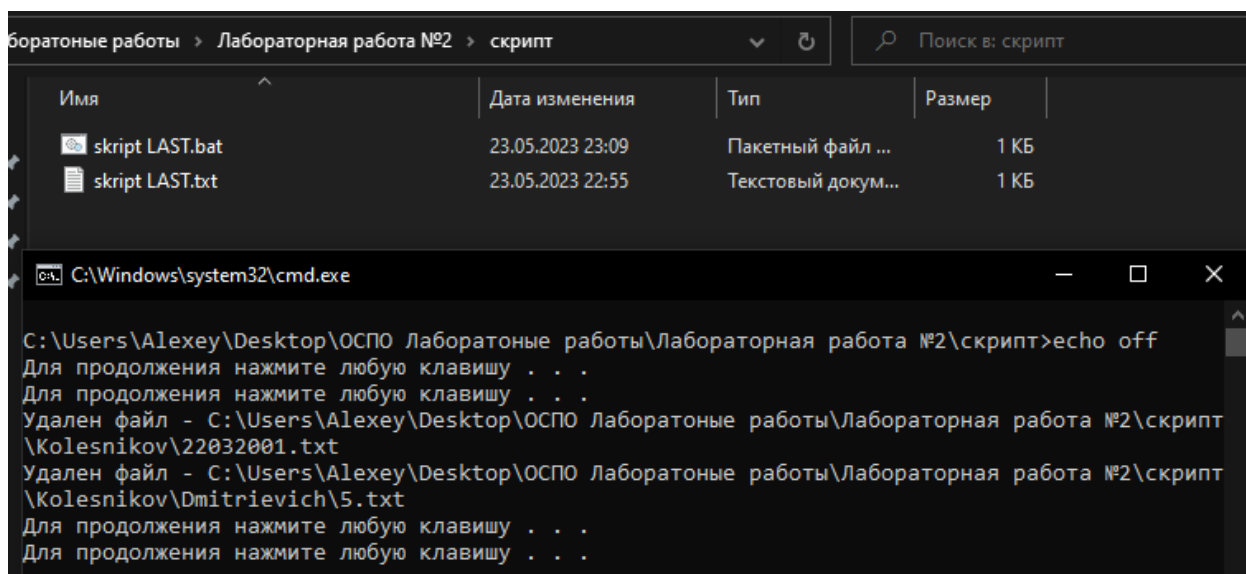 боратоные работы > Лабораторная работа №2 > скрипт Поиск в: скрипт
Имя Дата изменения Тип Размер
skript LAST.bat 23.05.2023 23:09 Пакетный файл ... 1 КБ
skript LAST.txt 23.05.2023 22:55 Текстовый докум... 1 КБ
C:\Windows\system32\cmd.exe
C:\Users\Alexey\Desktop\ОСПО Лаборатоные работы\Лабораторная работа №2\скрипт>echo off
Для продолжения нажмите любую клавишу . . .
Для продолжения нажмите любую клавишу . . .
Удален файл - C:\Users\Alexey\Desktop\ОСПО Лаборатоные работы\Лабораторная работа №2\скрипт
\Kolesnikov\22032001.txt
Удален файл - C:\Users\Alexey\Desktop\ОСПО Лаборатоные работы\Лабораторная работа №2\скрипт
\Kolesnikov\Dmitrievich\5.txt
Для продолжения нажмите любую клавишу . . .
Для продолжения нажмите любую клавишу . . .